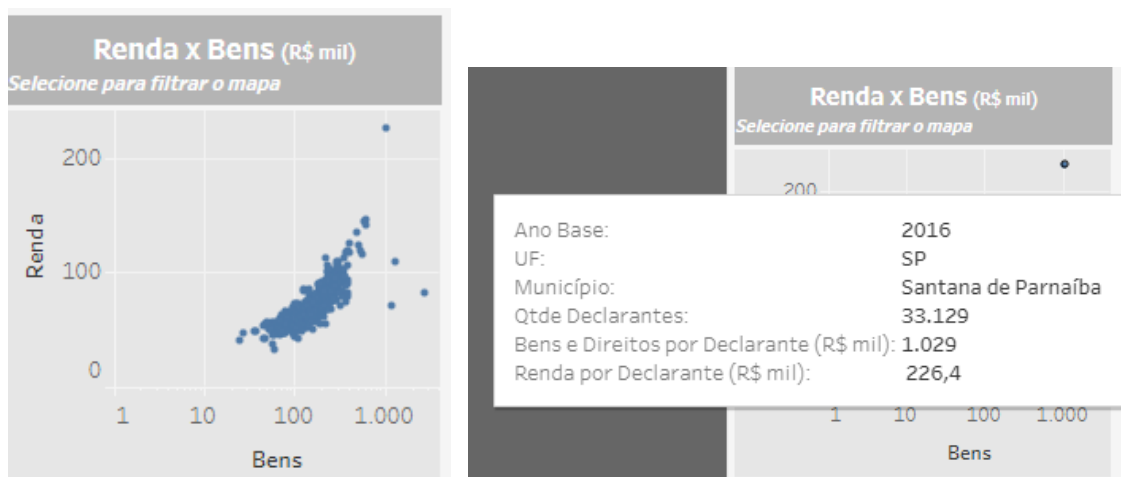 Renda x Bens (R$ mil)
Selecione para filtrar o mapa
200
100
0
Renda
1 10 100 1.000
Bens
Renda x Bens (R$ mil)
Selecione para filtrar o mapa
200
Ano Base: 2016
UF: SP
Município: Santana de Parnaíba
Qtde Declarantes: 33.129
Bens e Direitos por Declarante (R$ mil): 1.029
Renda por Declarante (R$ mil): 226,4
1 10 100 1.000
Bens